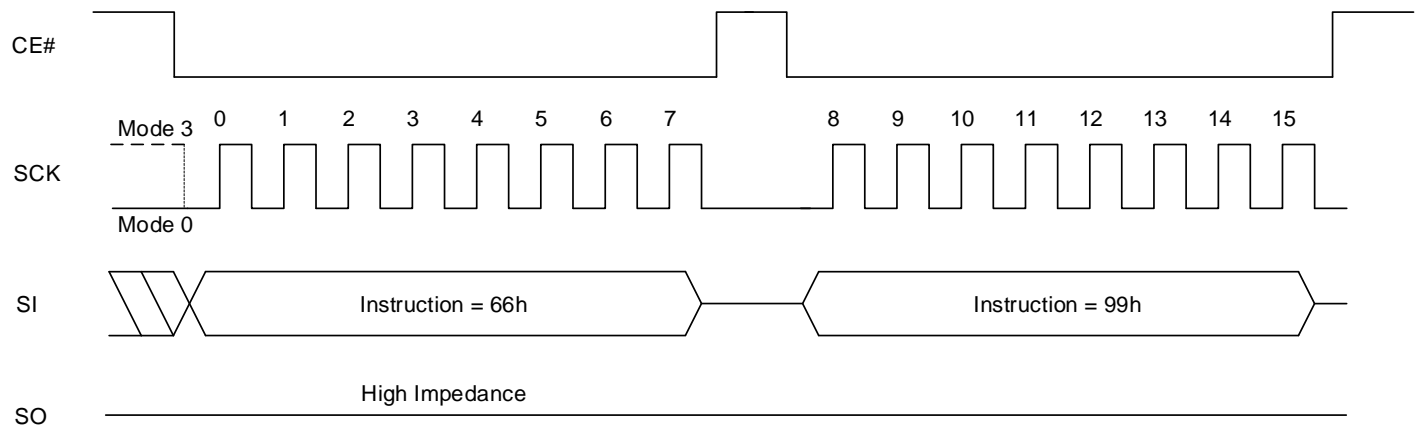 CE#
Mode 3 0 1 2 3 4 5 6 7 8 9 10 11 12 13 14 15
SCK
Mode 0
SI Instruction = 66h Instruction = 99h
High Impedance
SO